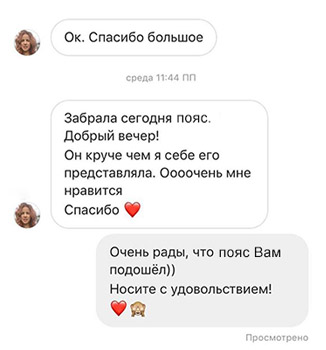 Ок. Спасибо большое
среда 11:44 ПП
Забрала сегодня пояс.
Добрый вечер!
Он круче чем я себе его
представляла. Оооочень мне
нравится
Спасибо ❤️
Очень рады, что пояс Вам
подошёл))
Носите с удовольствием!
❤️🙈
Просмотрено